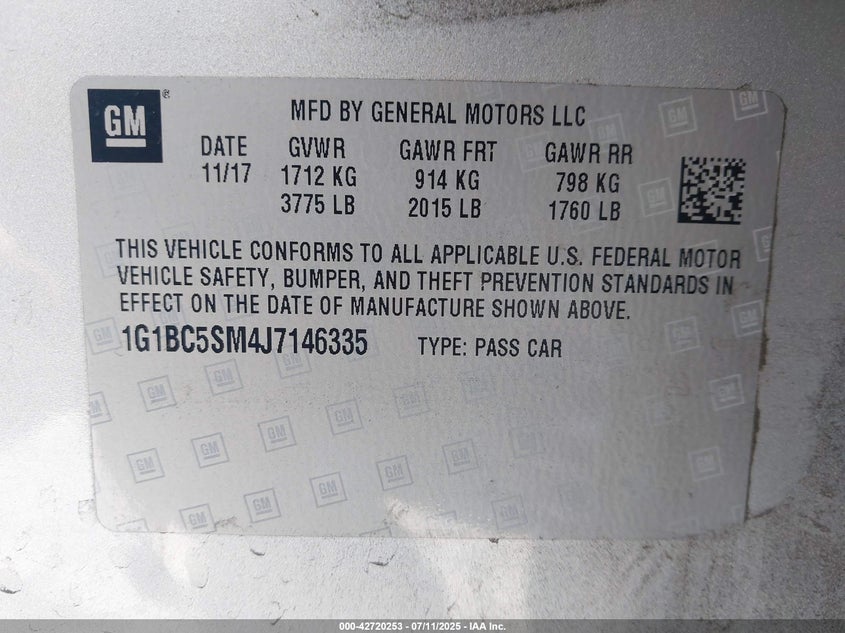 GM
MFD BY GENERAL MOTORS LLC
DATE GVWR GAWR FRT GAWR RR
11/17 1712 KG 914 KG 798 KG
3775 LB 2015 LB 1760 LB
THIS VEHICLE CONFORMS TO ALL APPLICABLE U.S. FEDERAL MOTOR
VEHICLE SAFETY, BUMPER, AND THEFT PREVENTION STANDARDS IN
EFFECT ON THE DATE OF MANUFACTURE SHOWN ABOVE.
1G1BC5SM4J7146335 TYPE: PASS CAR
000-42720253 - 07/11/2025 - IAA Inc.